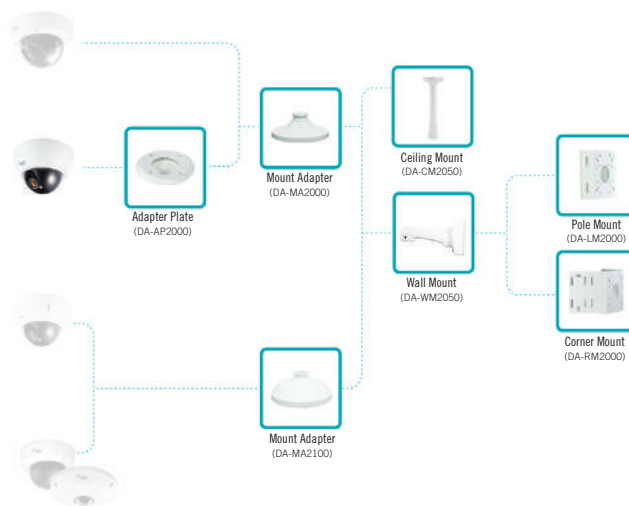 Mount Adapter
(DA-MA2000)
Ceiling Mount
(DA-CM2050)
Adapter Plate
(DA-AP2000)
Pole Mount
(DA-LM2000)
Wall Mount
(DA-WM2050)
Corner Mount
(DA-RM2000)
Mount Adapter
(DA-MA2100)